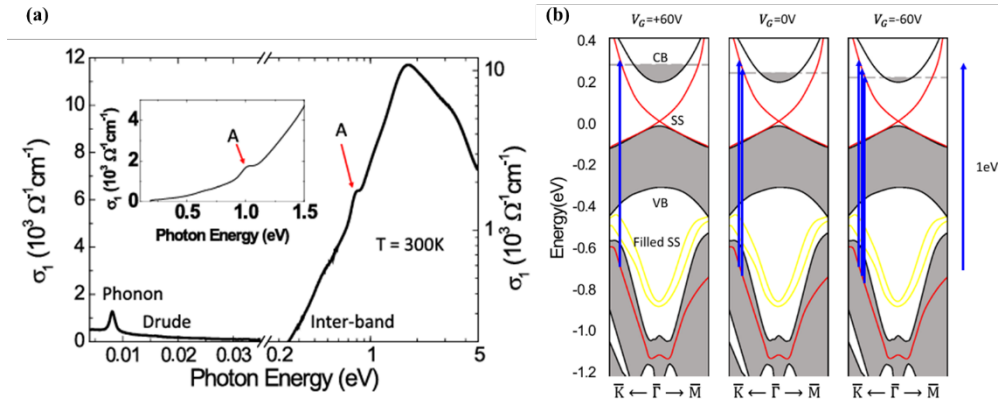 (a)
12
10
8
6
4
2
0
σ₁ (10³ Ω⁻¹cm⁻¹)
10
1
σ₁ (10³ Ω⁻¹cm⁻¹)
4
2
0
σ₁ (10³ Ω⁻¹cm⁻¹)
A
0.5 1.0 1.5
Photon Energy (eV)
A
T = 300K
Phonon
Drude
Inter-band
0.01 0.02 0.03 0.2 1 5
Photon Energy (eV)
(b)
V_G=+60V V_G=0V V_G=-60V
0.4
0.2
0.0
-0.2
-0.4
-0.6
-0.8
-1.0
-1.2
Energy(eV)
CB
SS
VB
Filled SS
1eV
K̅ ← Γ̅ → M̅ K̅ ← Γ̅ → M̅ K̅ ← Γ̅ → M̅